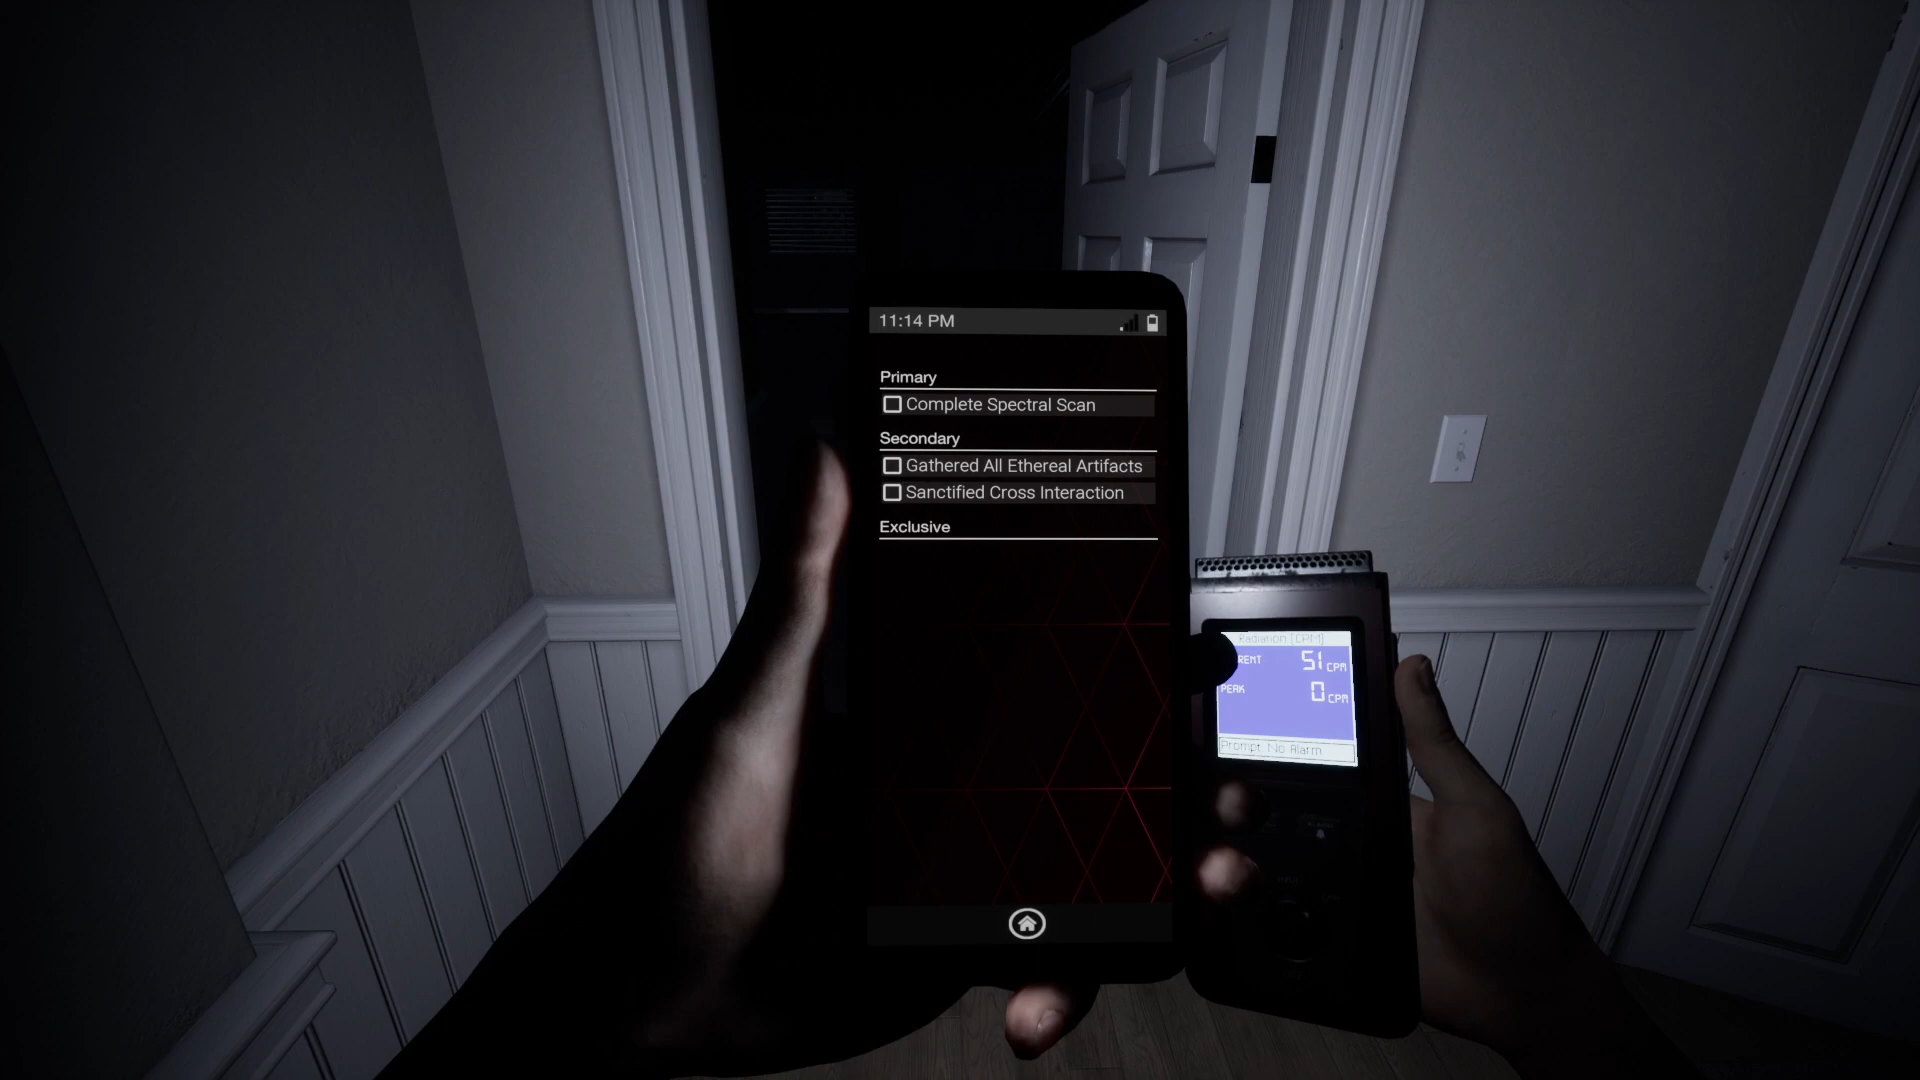 11:14 PM
Primary
Complete Spectral Scan
Secondary
Gathered All Ethereal Artifacts
Sanctified Cross Interaction
Exclusive
Radiation [CPM]
RENT 51 CPM
PEAK 0 CPM
Prompt: No Alarm